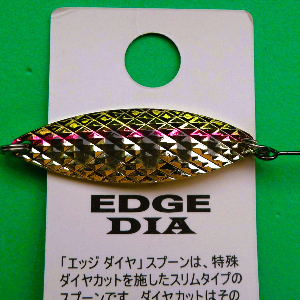 EDGE
DIA
「エッジ ダイヤ」スプーンは、特殊
ダイヤカットを施したスリムタイプの
スプーンです。ダイヤカットはその